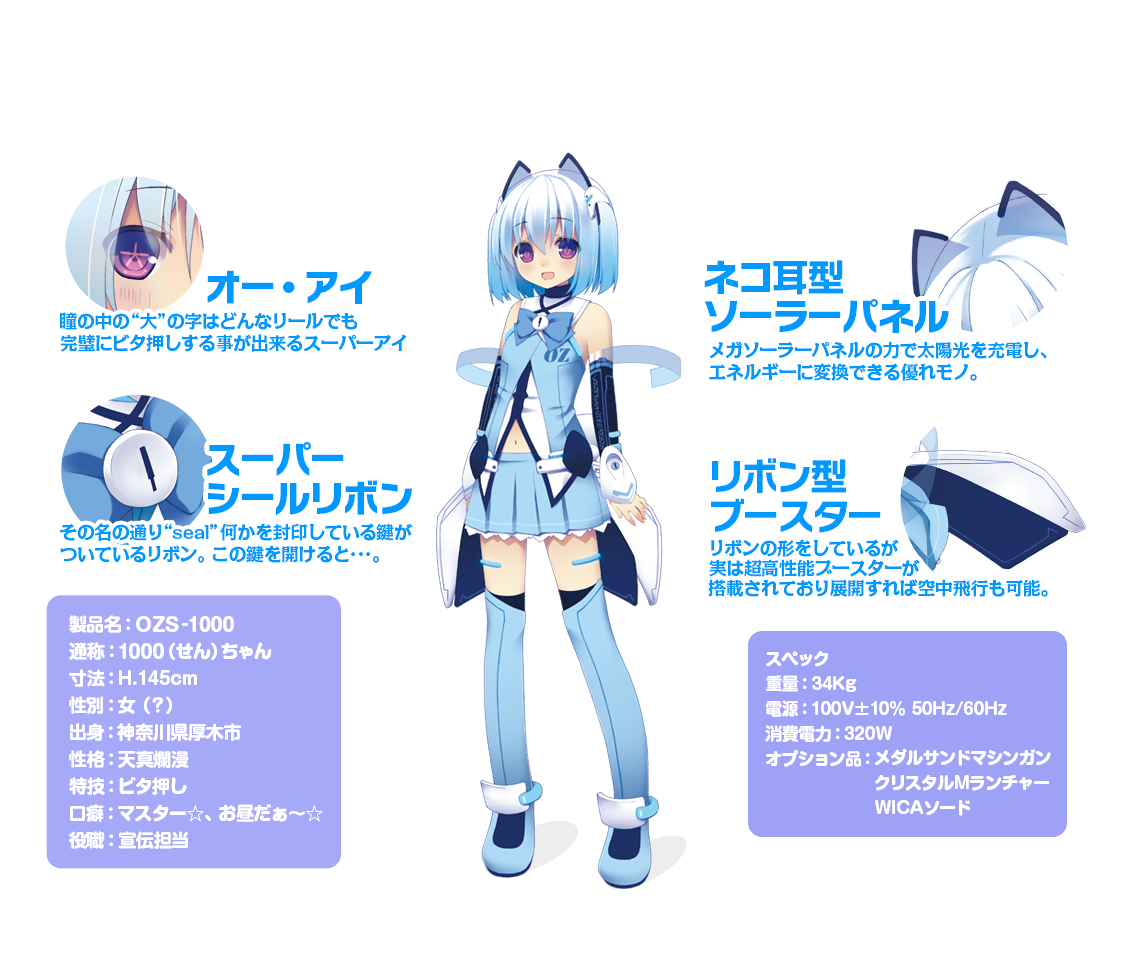 オー・アイ
瞳の中の“大”の字はどんなリールでも
完璧にビタ押しする事が出来るスーパーアイ
スーパー
シールリボン
その名の通り“seal”何かを封印している鍵が
ついているリボン。この鍵を開けると･･･。
製品名：OZS-1000
通称：1000（せん）ちゃん
寸法：H.145cm
性別：女（？）
出身：神奈川県厚木市
性格：天真爛漫
特技：ビタ押し
口癖：マスター☆、お昼だぁ～☆
役職：宣伝担当
OZ
ネコ耳型
ソーラーパネル
メガソーラーパネルの力で太陽光を充電し、
エネルギーに変換できる優れモノ。
リボン型
ブースター
リボンの形をしているが
実は超高性能ブースターが
搭載されており展開すれば空中飛行も可能。
スペック
重量：34Kg
電源：100V±10% 50Hz/60Hz
消費電力：320W
オプション品：メダルサンドマシンガン
クリスタルMランチャー
WICAソード